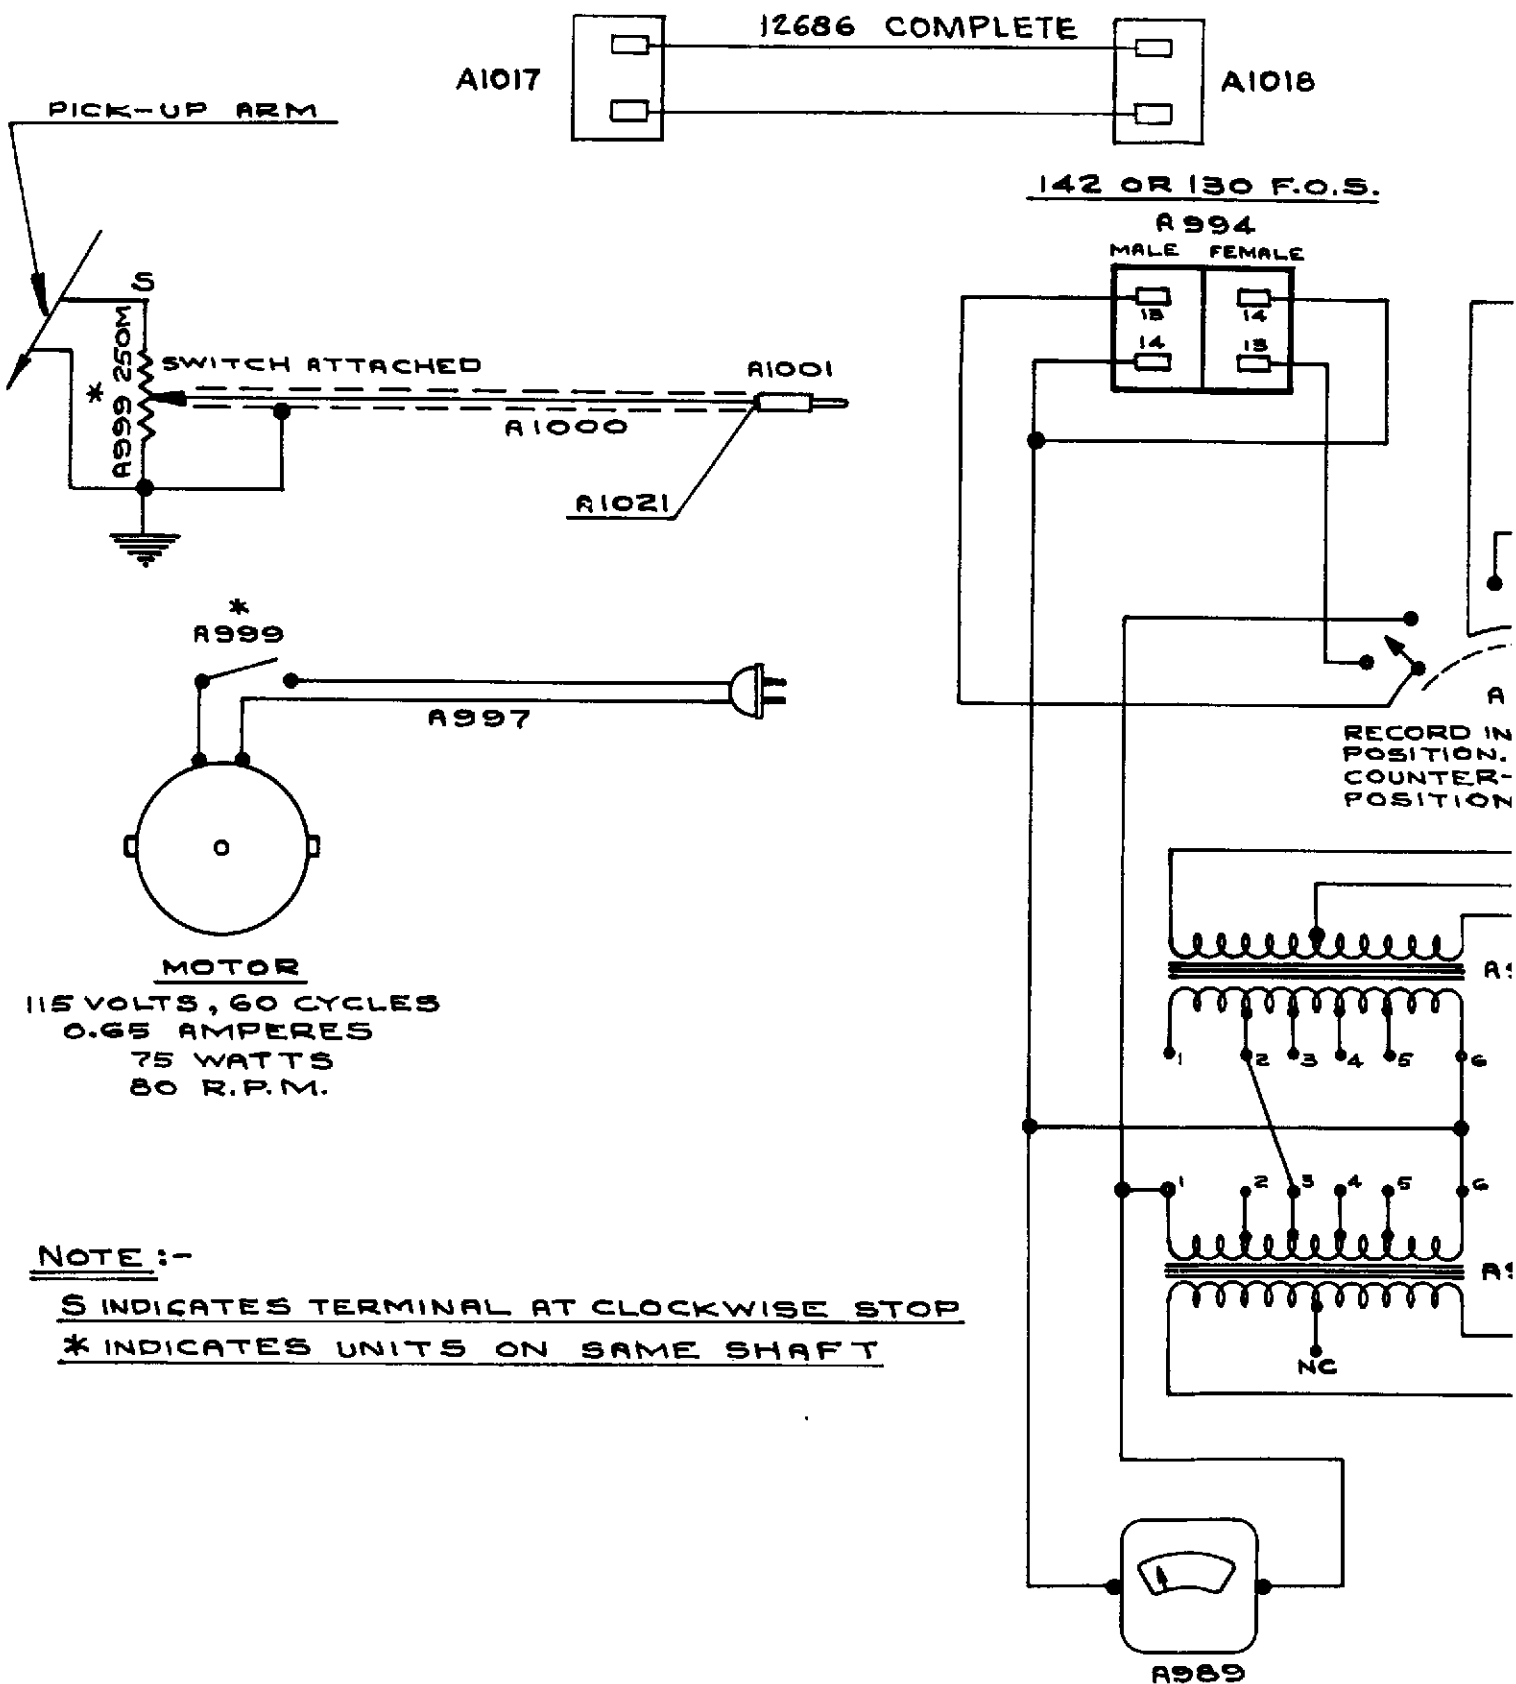 12686 COMPLETE
A1017
A1018
PICK-UP ARM
142 OR 130 F.O.S.
A994
MALE FEMALE
13
14
14
13
S
A999 250M
*
SWITCH ATTACHED
A1001
A1000
A1021
*
A999
A997
A
RECORD IN
POSITION.
COUNTER-
POSITION
MOTOR
115 VOLTS, 60 CYCLES
0.65 AMPERES
75 WATTS
80 R.P.M.
A9
1 2 3 4 5 6
1 2 3 4 5 6
A9
NC
NOTE:-
S INDICATES TERMINAL AT CLOCKWISE STOP
* INDICATES UNITS ON SAME SHAFT
A989